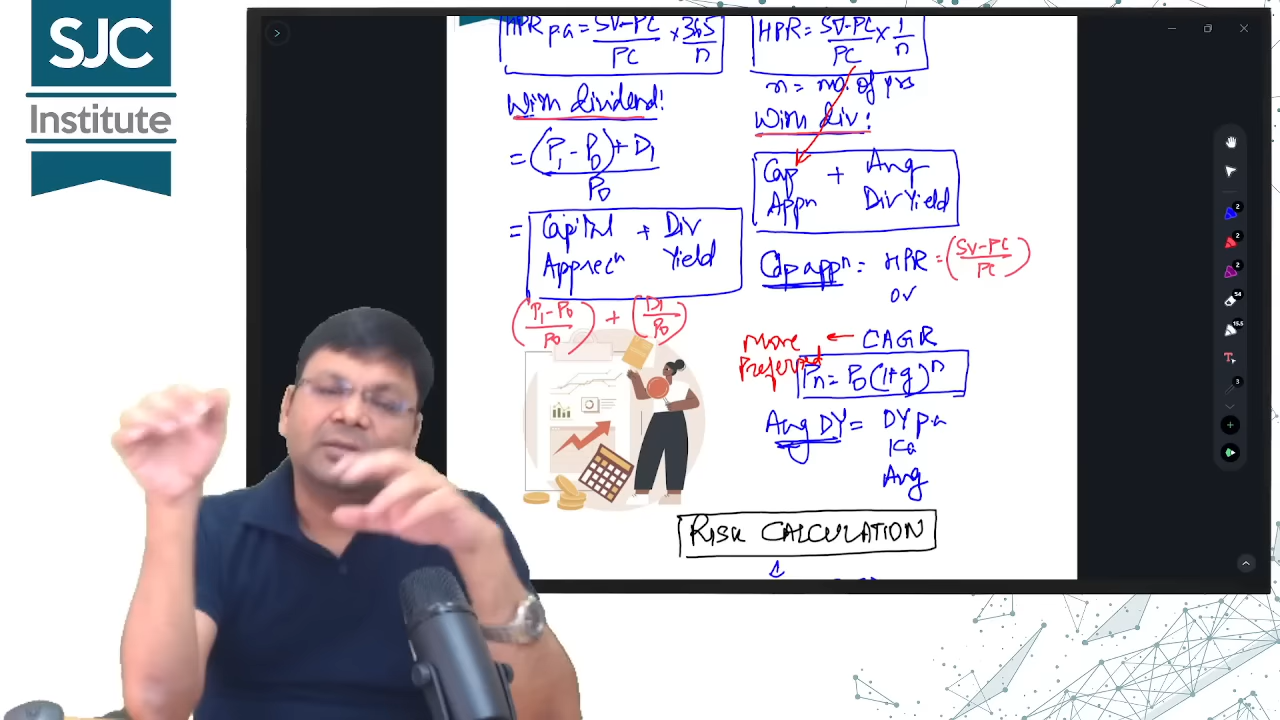 SJC
Institute
HPR pa = SV-PC/PC × 365/n
With dividend!
= (P₁ - P₀) + D₁ / P₀
= Capital Apprecⁿ + Div Yield
(P₁ - P₀ / P₀) + (D₁ / P₀)
HPR = SV-PC/PC × 1/n
n = no. of yrs
With div:
Cap Appⁿ + Avg Div Yield
Cap appⁿ = HPR = (SV-PC/PC)
or
More Preferred ← CAGR
Pn = P₀(1+g)ⁿ
Avg DY = DY pa
Ka
Avg
RISK CALCULATION